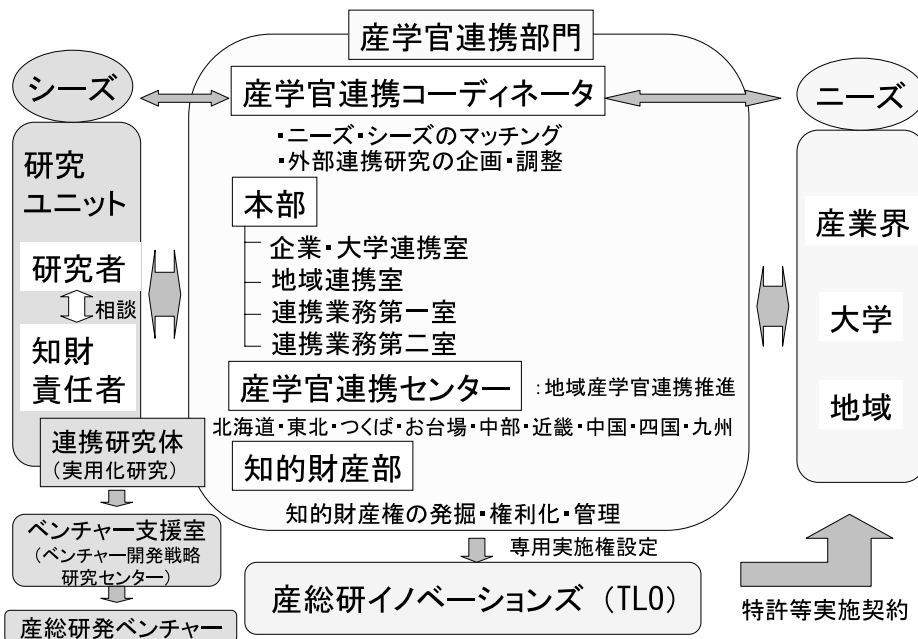 産学官連携部門
シーズ
産学官連携コーディネータ
ニーズ
・ニーズ・シーズのマッチング
・外部連携研究の企画・調整
研究
ユニット
研究者
相談
知財
責任者
連携研究体
（実用化研究）
ベンチャー支援室
（ベンチャー開発戦略
研究センター）
産総研発ベンチャー
本部
企業・大学連携室
地域連携室
連携業務第一室
連携業務第二室
産学官連携センター
：地域産学官連携推進
北海道・東北・つくば・お台場・中部・近畿・中国・四国・九州
知的財産部
知的財産権の発掘・権利化・管理
専用実施権設定
産総研イノベーションズ（TLO）
産業界
大学
地域
特許等実施契約